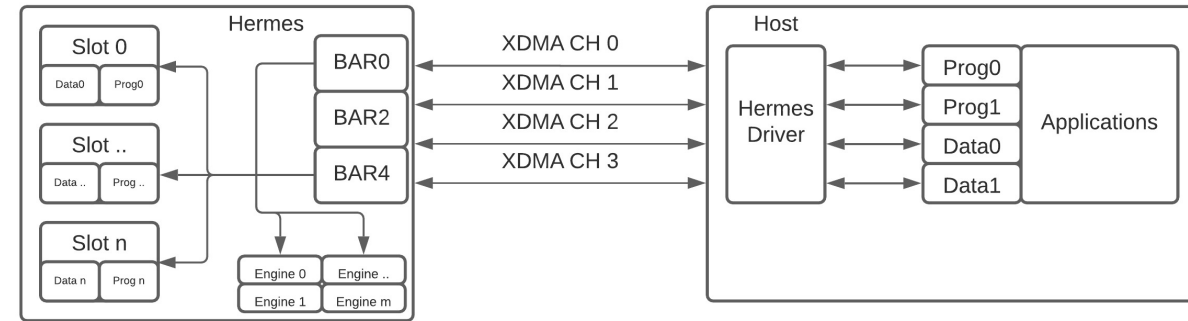 Hermes
Slot 0
Data0 Prog0
Slot ..
Data .. Prog ..
Slot n
Data n Prog n
BAR0
BAR2
BAR4
Engine 0 Engine ..
Engine 1 Engine m
XDMA CH 0
XDMA CH 1
XDMA CH 2
XDMA CH 3
Host
Hermes
Driver
Prog0
Prog1
Data0
Data1
Applications